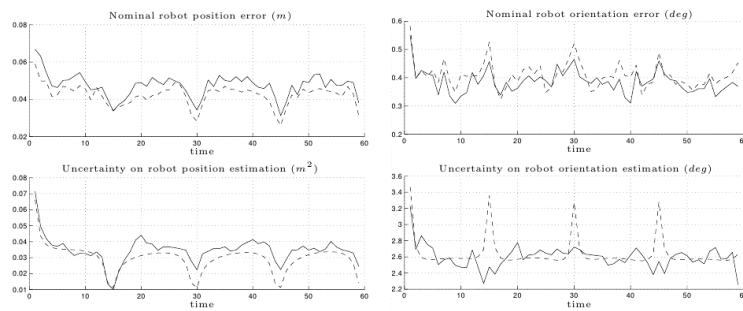 Nominal robot position error (m)
0.08
0.06
0.04
0.02
0 10 20 30 40 50 60
time
Nominal robot orientation error (deg)
0.6
0.5
0.4
0.3
0.2
0 10 20 30 40 50 60
time
Uncertainty on robot position estimation (m²)
0.08
0.07
0.06
0.05
0.04
0.03
0.02
0.01
0 10 20 30 40 50 60
time
Uncertainty on robot orientation estimation (deg)
3.6
3.4
3.2
3
2.8
2.6
2.4
2.2
0 10 20 30 40 50 60
time